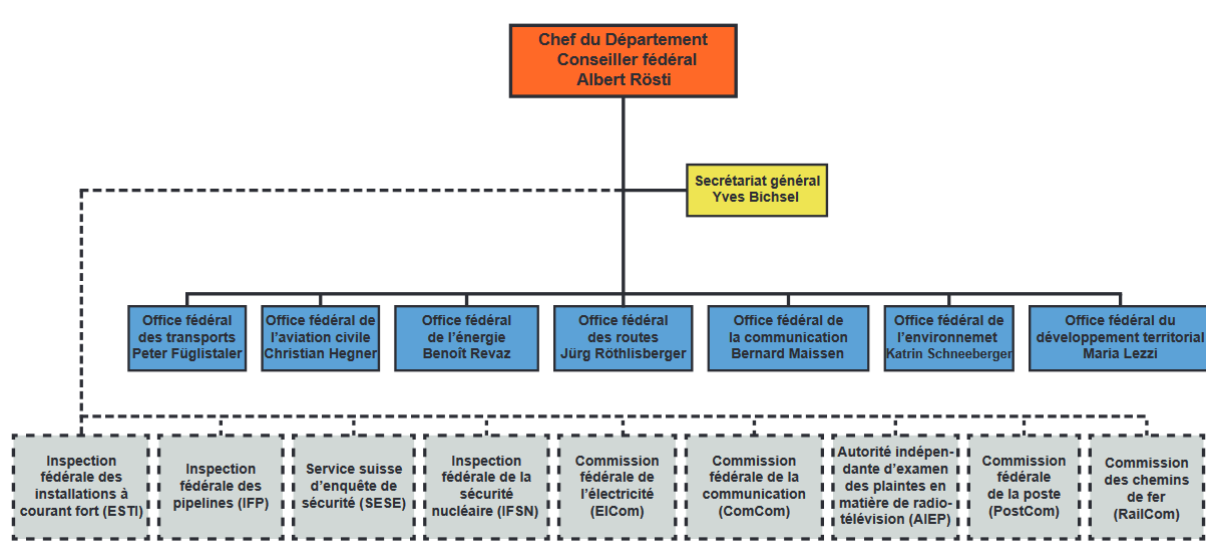 Chef du Département
Conseiller fédéral
Albert Rösti
Secrétariat général
Yves Bichsel
Office fédéral
des transports
Peter Füglistaler
Office fédéral de
l'aviation civile
Christian Hegner
Office fédéral
de l'énergie
Benoît Revaz
Office fédéral
des routes
Jürg Röthlisberger
Office fédéral de
la communication
Bernard Maissen
Office fédéral de
l'environnemet
Katrin Schneeberger
Office fédéral du
développement territorial
Maria Lezzi
Inspection
fédérale des
installations à
courant fort (ESTI)
Inspection
fédérale des
pipelines (IFP)
Service suisse
d'enquête de
sécurité (SESE)
Inspection
fédérale de la
sécurité
nucléaire (IFSN)
Commission
fédérale de
l'électricité
(ElCom)
Commission
fédérale de la
communication
(ComCom)
Autorité indépen-
dante d'examen
des plaintes en
matière de radio-
télévision (AIEP)
Commission
fédérale
de la poste
(PostCom)
Commission
des chemins
de fer
(RailCom)